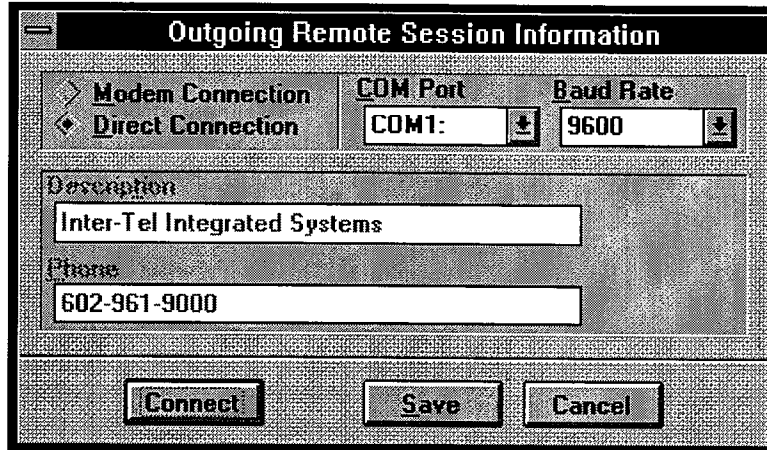 Outgoing Remote Session Information
Modem Connection
Direct Connection
COM Port
COM1:
Baud Rate
9600
Description
Inter-Tel Integrated Systems
Phone
602-961-9000
Connect
Save
Cancel